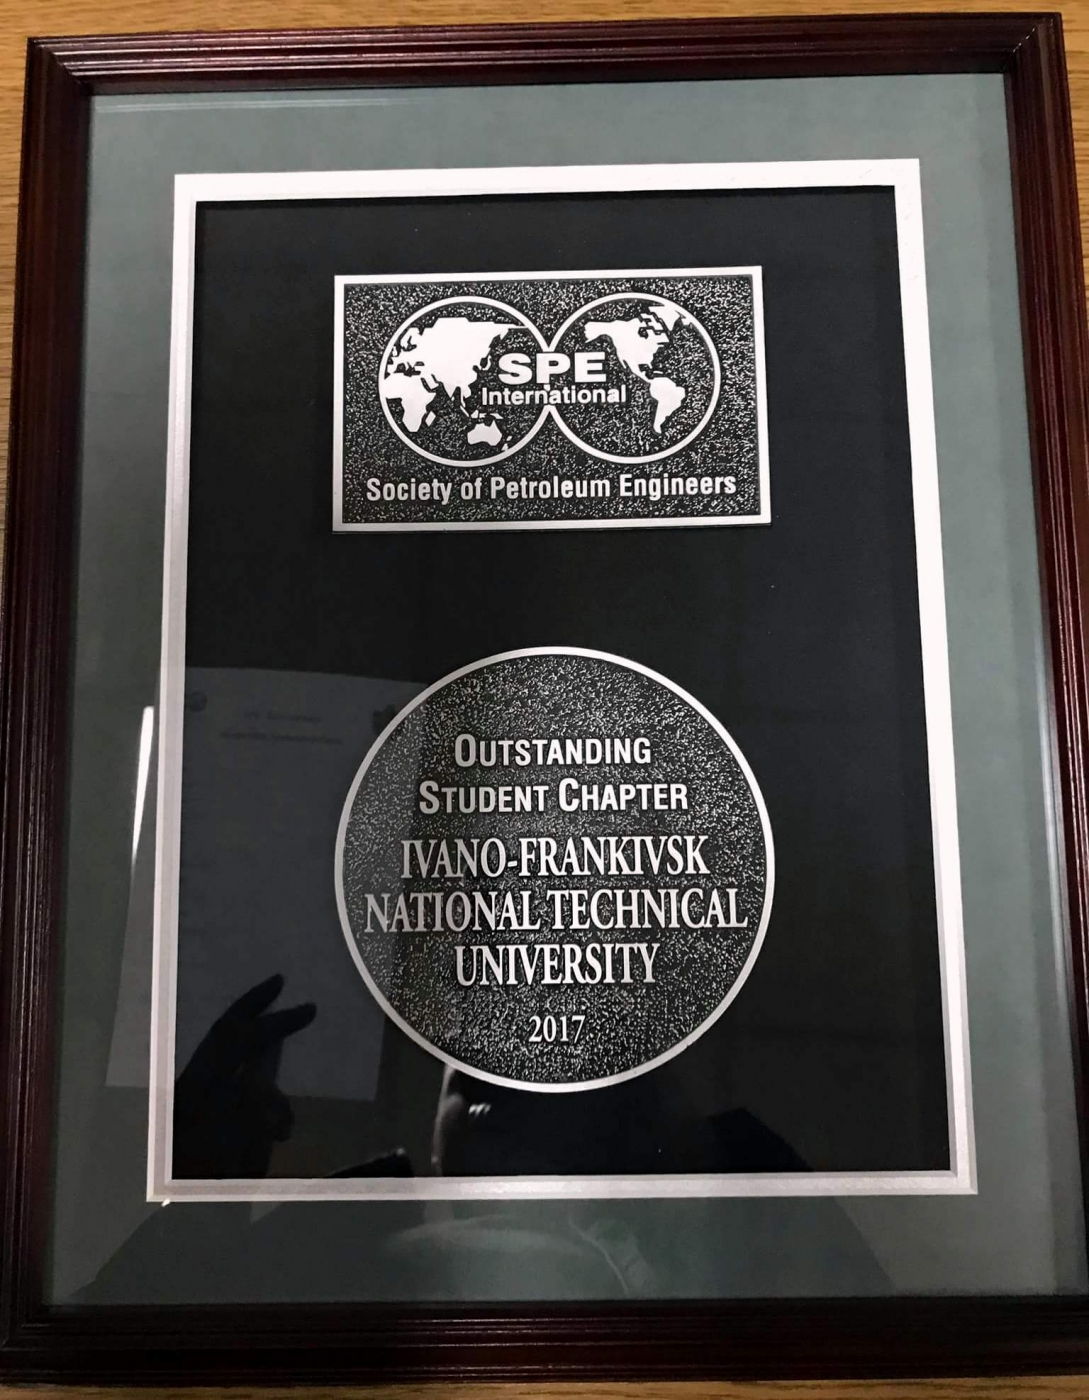 SPE
International
Society of Petroleum Engineers
OUTSTANDING
STUDENT CHAPTER
IVANO-FRANKIVSK
NATIONAL TECHNICAL
UNIVERSITY
2017